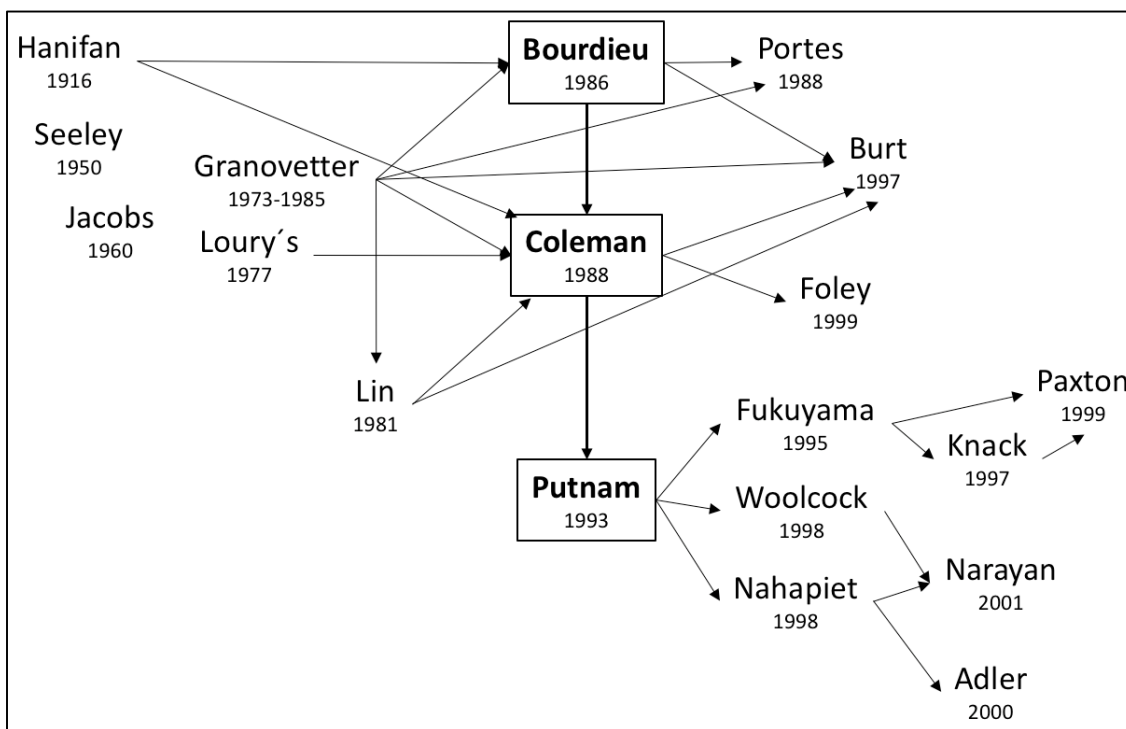 Hanifan
1916
Bourdieu
1986
Portes
1988
Seeley
1950
Granovetter
1973-1985
Burt
1997
Jacobs
1960
Loury´s
1977
Coleman
1988
Foley
1999
Lin
1981
Fukuyama
1995
Paxton
1999
Knack
1997
Putnam
1993
Woolcock
1998
Nahapiet
1998
Narayan
2001
Adler
2000